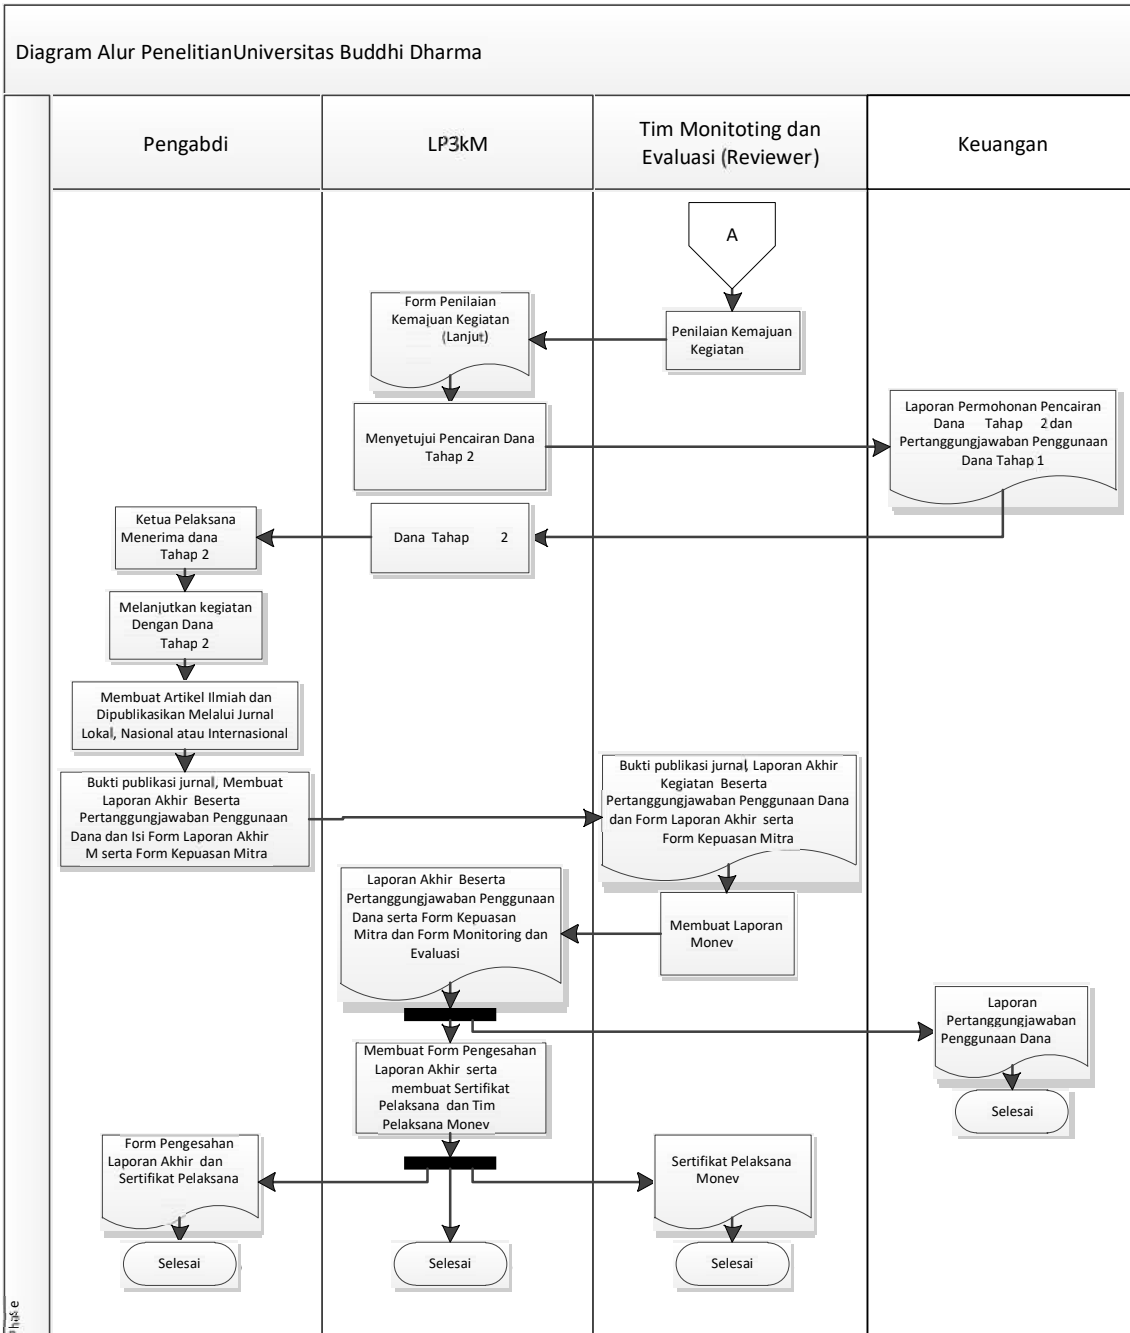 Diagram Alur PenelitianUniversitas Buddhi Dharma
Pengabdi
LP3kM
Tim Monitoting dan
Evaluasi (Reviewer)
Keuangan
A
Form Penilaian
Kemajuan Kegiatan
(Lanjut)
Penilaian Kemajuan
Kegiatan
Menyetujui Pencairan Dana
Tahap 2
Laporan Permohonan Pencairan
Dana Tahap 2 dan
Pertanggungjawaban Penggunaan
Dana Tahap 1
Ketua Pelaksana
Menerima dana
Tahap 2
Dana Tahap 2
Melanjutkan kegiatan
Dengan Dana
Tahap 2
Membuat Artikel Ilmiah dan
Dipublikasikan Melalui Jurnal
Lokal, Nasional atau Internasional
Bukti publikasi jurnal, Membuat
Laporan Akhir Beserta
Pertanggungjawaban Penggunaan
Dana dan Isi Form Laporan Akhir
M serta Form Kepuasan Mitra
Bukti publikasi jurnal, Laporan Akhir
Kegiatan Beserta
Pertanggungjawaban Penggunaan Dana
dan Form Laporan Akhir serta
Form Kepuasan Mitra
Laporan Akhir Beserta
Pertanggungjawaban Penggunaan
Dana serta Form Kepuasan
Mitra dan Form Monitoring dan
Evaluasi
Membuat Laporan
Monev
Laporan
Pertanggungjawaban
Penggunaan Dana
Selesai
Membuat Form Pengesahan
Laporan Akhir serta
membuat Sertifikat
Pelaksana dan Tim
Pelaksana Monev
Form Pengesahan
Laporan Akhir dan
Sertifikat Pelaksana
Sertifikat Pelaksana
Monev
Selesai
Selesai
Selesai
Phase